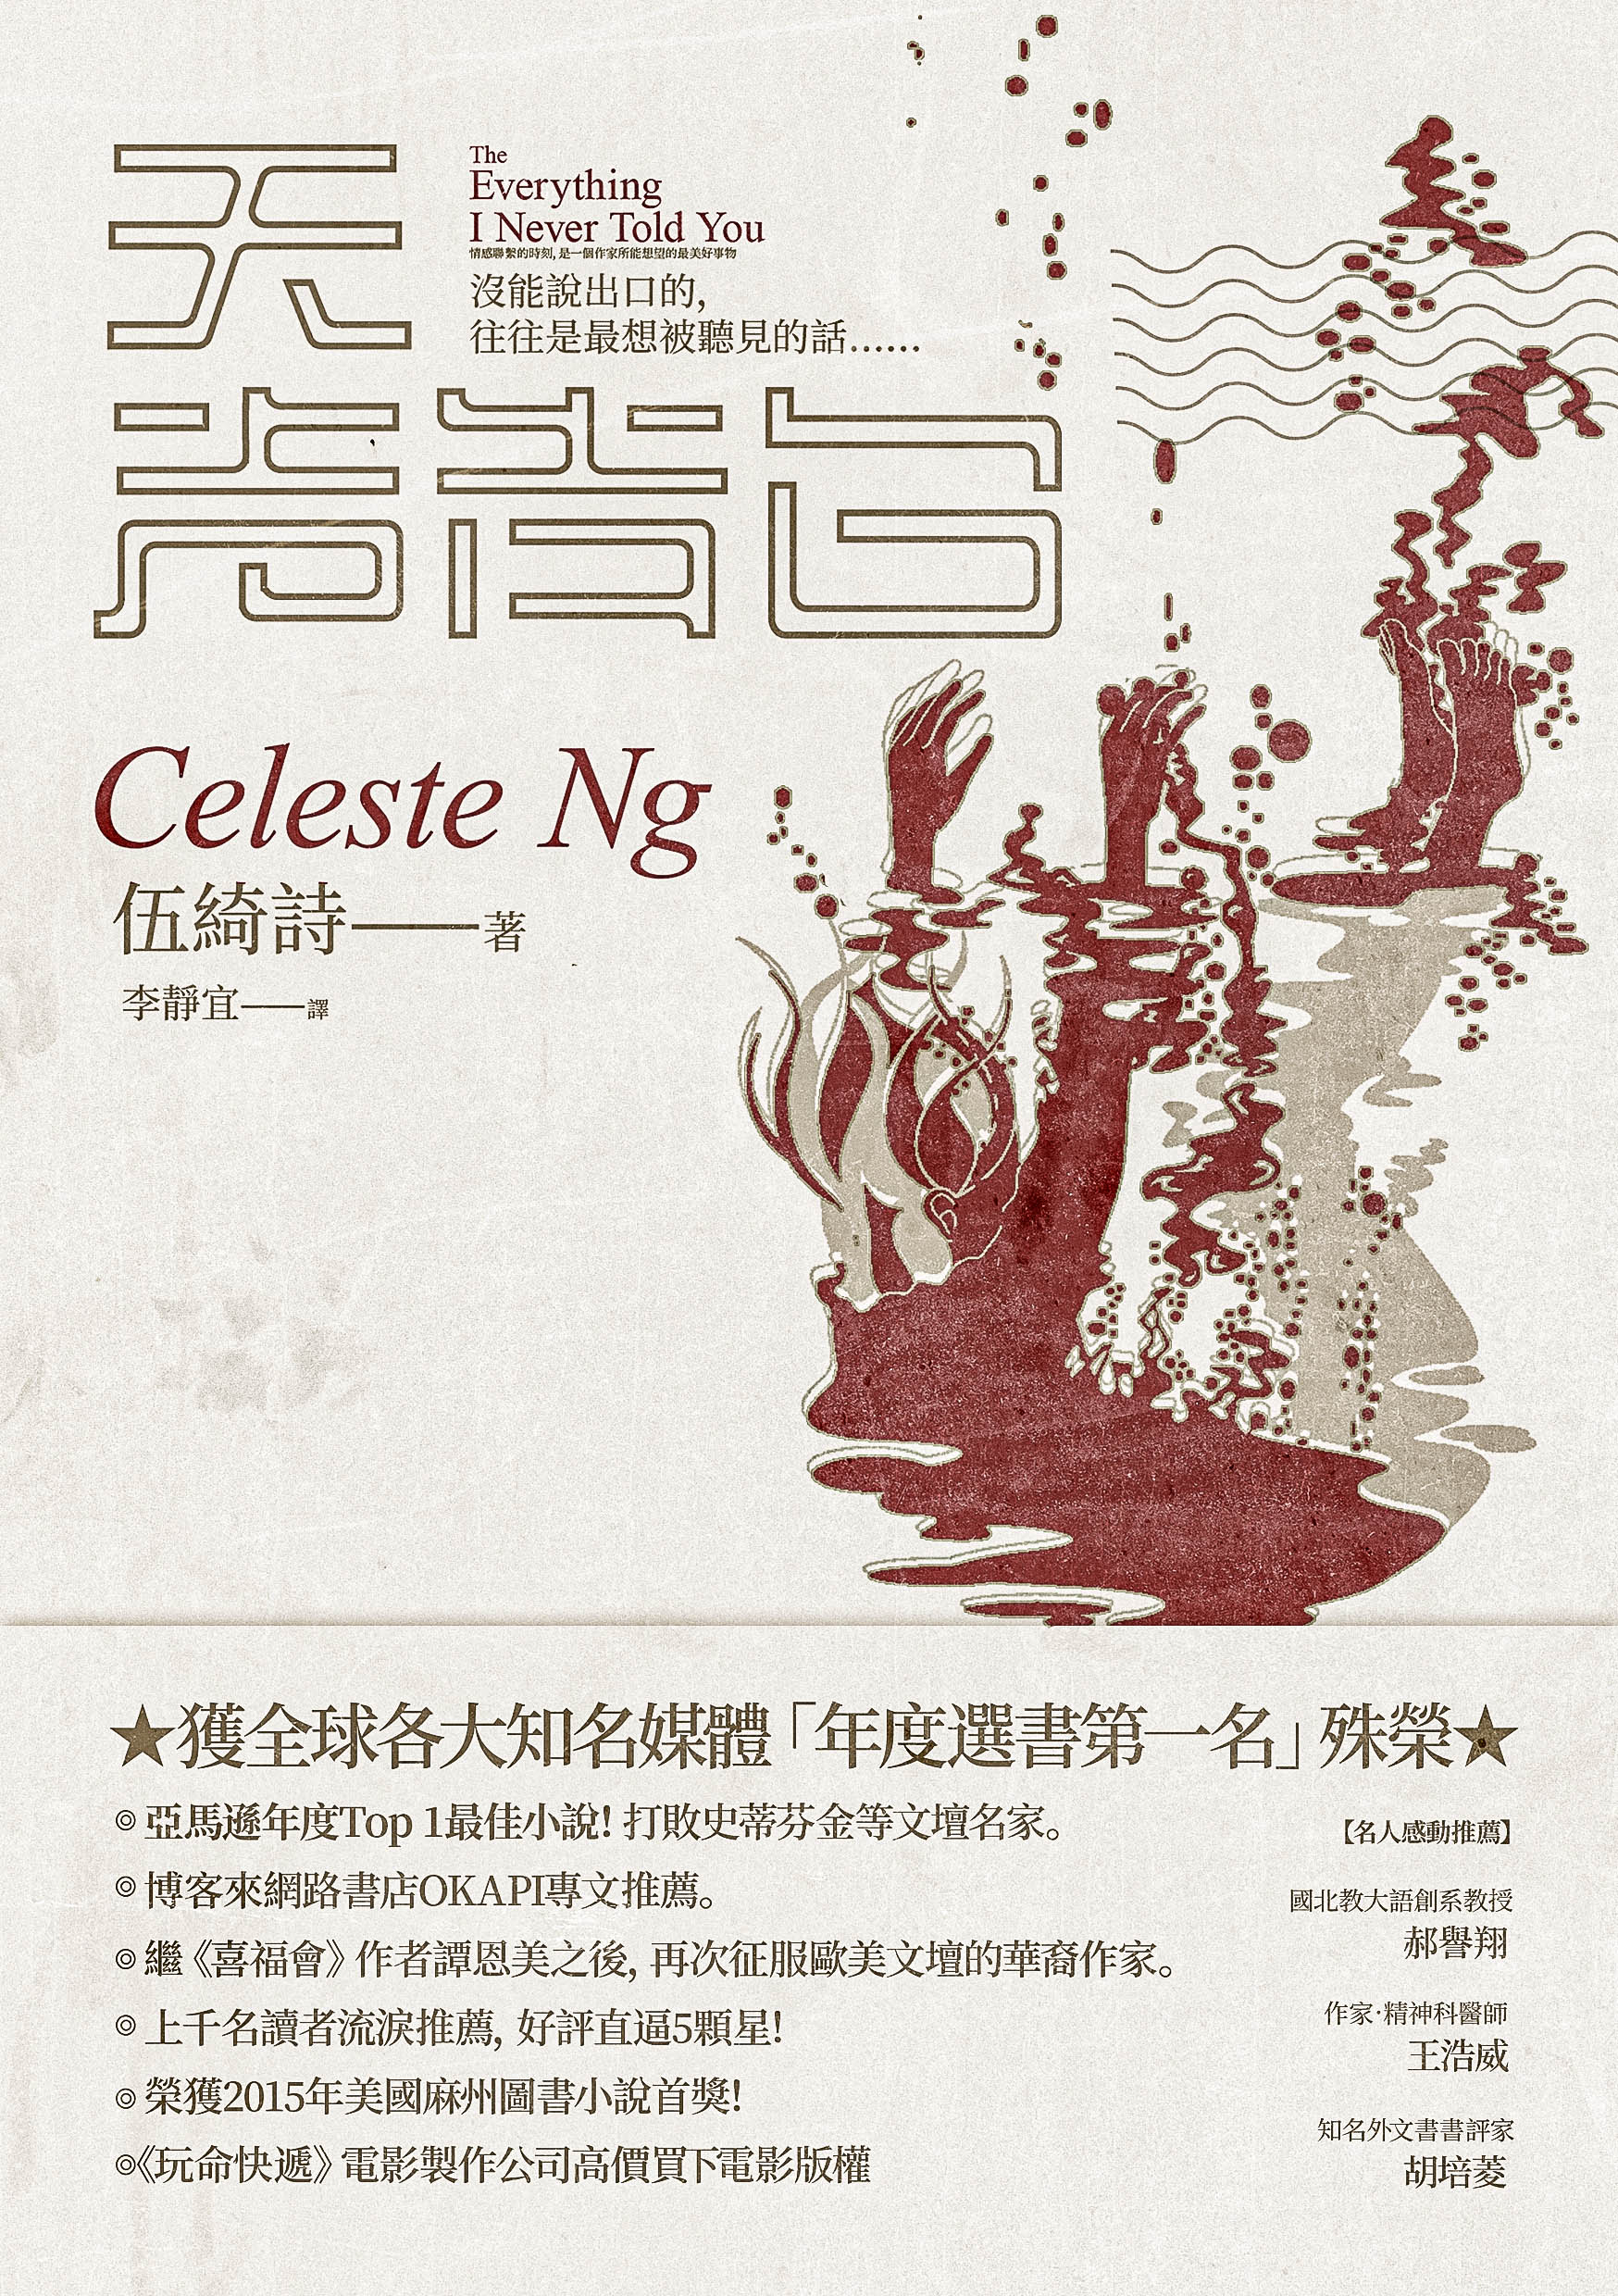 无
声告白
The
Everything
I Never Told You
情感聯繫的時刻, 是一個作家所能想望的最美好事物
沒能說出口的,
往往是最想被聽見的話……
Celeste Ng
伍綺詩——著
李靜宜——譯
★獲全球各大知名媒體「年度選書第一名」殊榮★
◎亞馬遜年度Top 1最佳小說! 打敗史蒂芬金等文壇名家。
◎博客來網路書店OKAPI專文推薦。
◎繼《喜福會》作者譚恩美之後, 再次征服歐美文壇的華裔作家。
◎上千名讀者流淚推薦, 好評直逼5顆星!
◎榮獲2015年美國麻州圖書小說首獎!
◎《玩命快遞》電影製作公司高價買下電影版權
【名人感動推薦】
國北教大語創系教授
郝譽翔
作家·精神科醫師
王浩威
知名外文書書評家
胡培菱